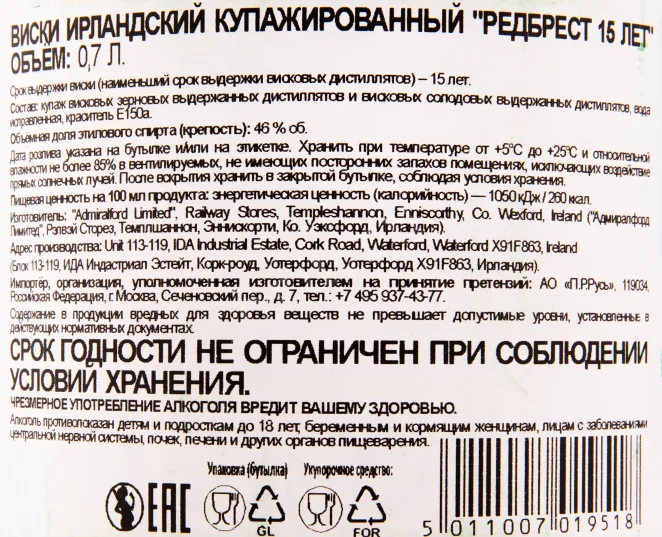 ВИСКИ ИРЛАНДСКИЙ КУПАЖИРОВАННЫЙ "РЕДБРЕСТ 15 ЛЕТ"
ОБЪЕМ: 0,7 Л.
Срок выдержки виски (наименьший срок выдержки висковых дистиллятов) – 15 лет.
Состав: купаж висковых зерновых выдержанных дистиллятов и висковых солодовых выдержанных дистиллятов, вода
исправленная, краситель Е150а.
Объёмная доля этилового спирта (крепость): 46 % об.
Дата розлива указана на бутылке и/или на этикетке. Хранить при температуре от +5°С до +25°С и относительной
влажности не более 85% в вентилируемых, не имеющих посторонних запахов помещениях, исключающих воздействие
прямых солнечных лучей. После вскрытия хранить в закрытой бутылке, соблюдая условия хранения.
Пищевая ценность на 100 мл продукта: энергетическая ценность (калорийность) — 1050 кДж / 260 ккал.
Изготовитель: "Admiralford Limited", Railway Stores, Templeshannon, Enniscorthy, Co. Wexford, Ireland ("Адмиралфорд
Лимитед", Рэлвэй Сторез, Темплшаннон, Эннискорти, Ко. Уэксфорд, Ирландия).
Адрес производства: Unit 113-119, IDA Industrial Estate, Cork Road, Waterford, Waterford X91F863, Ireland
(Блок 113-119, ИДА Индастриал Эстейт, Корк-роуд, Уотерфорд, Уотерфорд X91F863, Ирландия).
Импортёр, организация, уполномоченная изготовителем на принятие претензий: АО «П.Р.Русь», 119034,
Российская Федерация, г Москва, Сеченовский пер., д. 7, тел.: +7 495 937-43-77.
Содержание в продукции вредных для здоровья веществ не превышает допустимые уровни, установленные в
действующих нормативных документах.
СРОК ГОДНОСТИ НЕ ОГРАНИЧЕН ПРИ СОБЛЮДЕНИИ
УСЛОВИЙ ХРАНЕНИЯ.
ЧРЕЗМЕРНОЕ УПОТРЕБЛЕНИЕ АЛКОГОЛЯ ВРЕДИТ ВАШЕМУ ЗДОРОВЬЮ.
Алкоголь противопоказан детям и подросткам до 18 лет, беременным и кормящим женщинам, лицам с заболеваниями
центральной нервной системы, почек, печени и других органов пищеварения.
Упаковка (бутылка) Укупорочное средство:
EAC
GL FOR
5 011007 019518